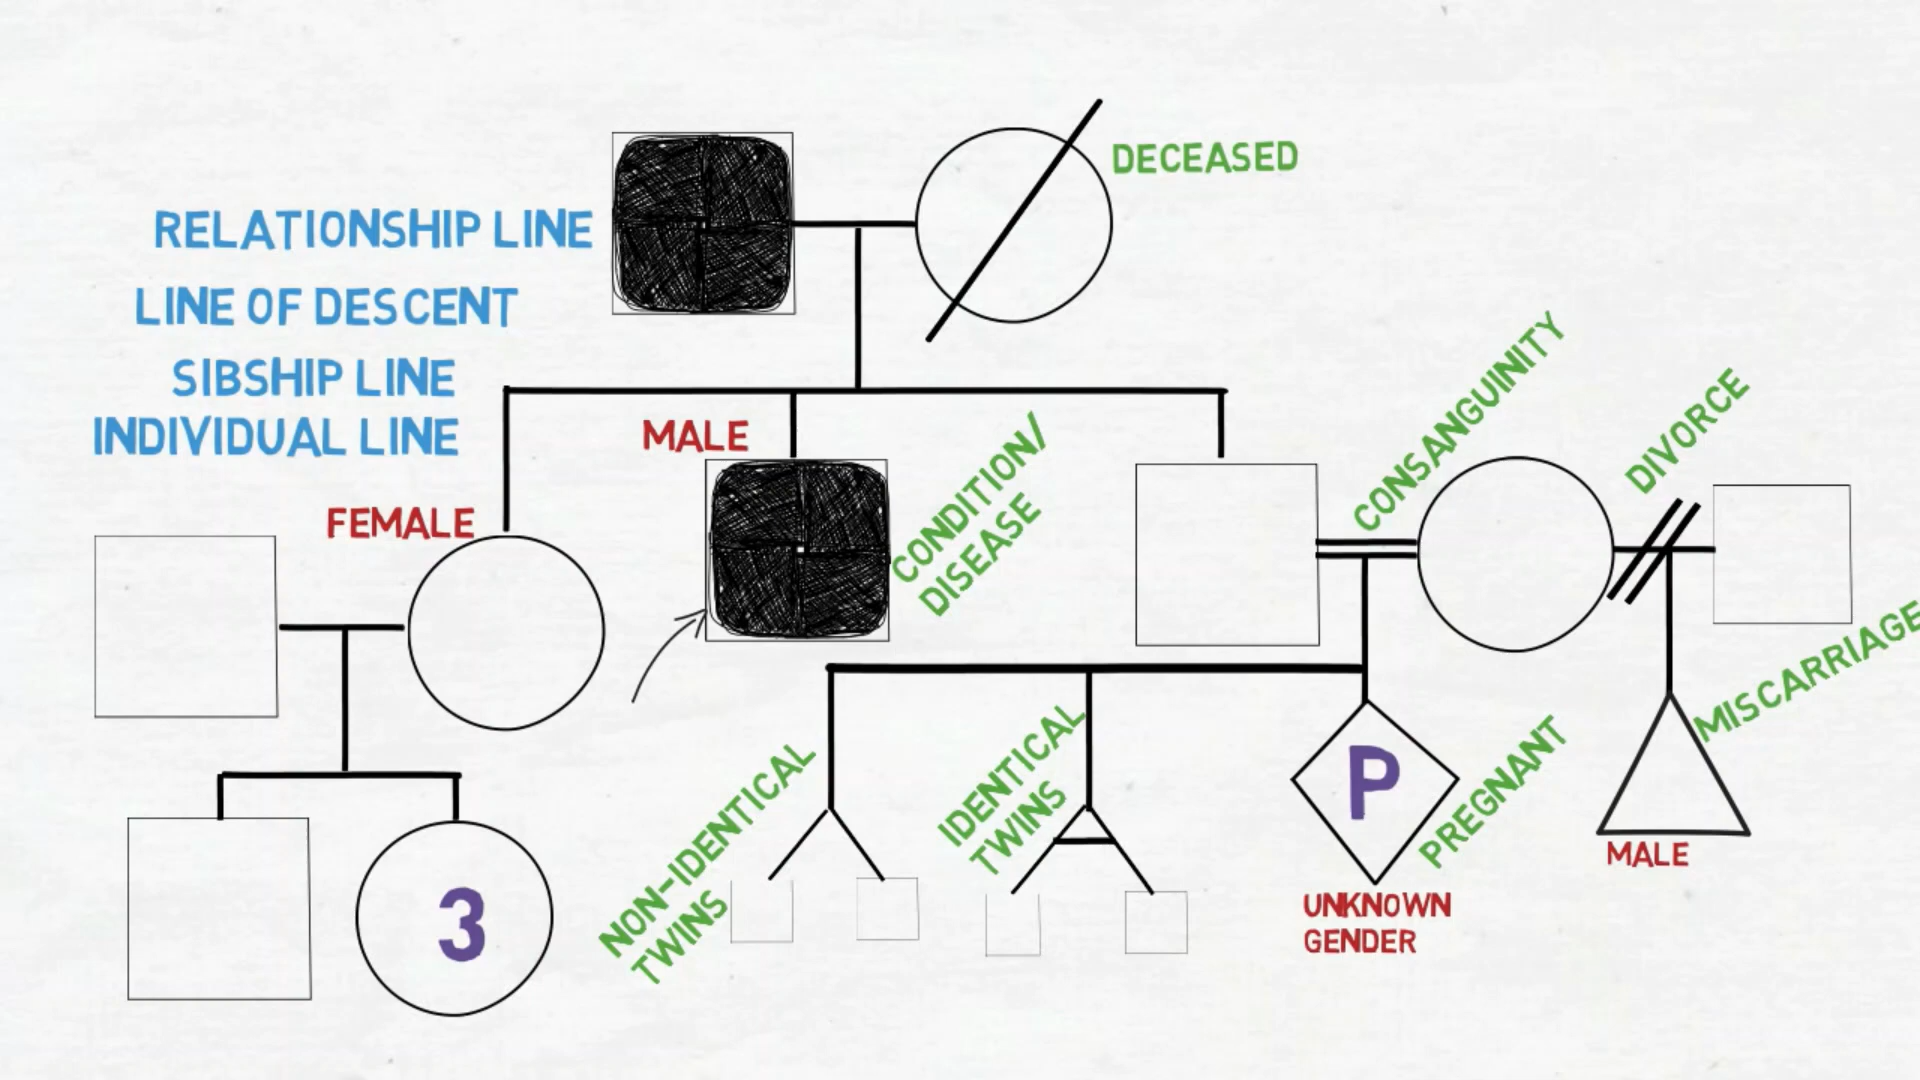 DECEASED
RELATIONSHIP LINE
LINE OF DESCENT
SIBSHIP LINE
INDIVIDUAL LINE
MALE
FEMALE
CONDITION/
DISEASE
CONSANGUINITY
DIVORCE
MISCARRIAGE
NON-IDENTICAL
TWINS
IDENTICAL
TWINS
P
PREGNANT
UNKNOWN
GENDER
MALE
3